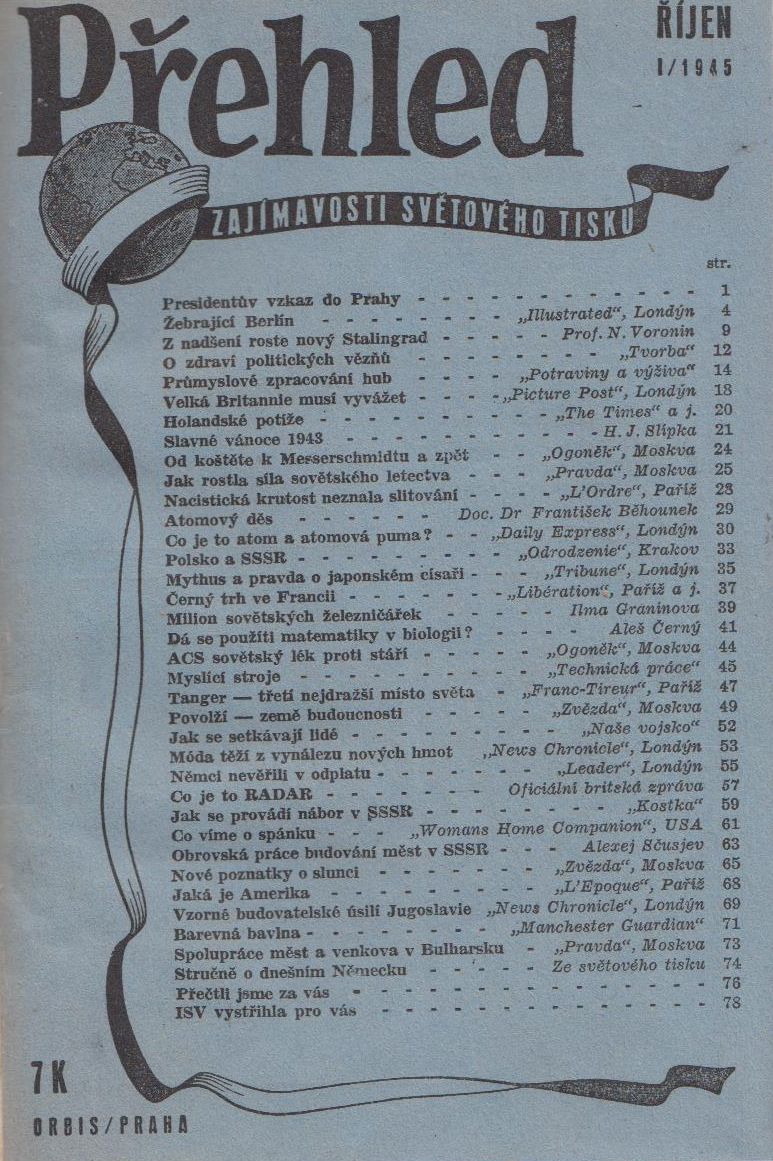 Přehled
ŘÍJEN
I/1945
ZAJÍMAVOSTI SVĚTOVÉHO TISKU
str.
Presidentův vzkaz do Prahy - - - - - - - - - - - - 1
Žebrající Berlín - - - - - - - - „Illustrated“, Londýn 4
Z nadšení roste nový Stalingrad - - - - - Prof. N. Voronin 9
O zdraví politických vězňů - - - - - - - - „Tvorba“ 12
Průmyslové zpracování hub - - - - „Potraviny a výživa“ 14
Velká Britannie musí vyvážet - - - - „Picture Post“, Londýn 18
Holandské potíže - - - - - - - - - - „The Times“ a j. 20
Slavné vánoce 1943 - - - - - - - - - - H. J. Slípka 21
Od koštěte k Messerschmidtu a zpět - - „Ogoněk“, Moskva 24
Jak rostla síla sovětského letectva - - - „Pravda“, Moskva 25
Nacistická krutost neznala slitování - - - - „L'Ordre“, Paříž 28
Atomový děs - - - - - - Doc. Dr František Běhounek 29
Co je to atom a atomová puma? - - „Daily Express“, Londýn 30
Polsko a SSSR - - - - - - - - „Odrodzenie“, Krakov 33
Mythus a pravda o japonském císaři - - - „Tribune“, Londýn 35
Černý trh ve Francii - - - - - - - „Libération“, Paříž a j. 37
Milion sovětských železničářek - - - - - Ilma Graninova 39
Dá se použíti matematiky v biologii? - - - - Aleš Černý 41
ACS sovětský lék proti stáří - - - - - „Ogoněk“, Moskva 44
Myslící stroje - - - - - - - - - „Technická práce“ 45
Tanger — třetí nejdražší místo světa - „Franc-Tireur“, Paříž 47
Povolží — země budoucnosti - - - - - „Zvězda“, Moskva 49
Jak se setkávají lidé - - - - - - - - - „Naše vojsko“ 52
Móda těží z vynálezu nových hmot „News Chronicle“, Londýn 53
Němci nevěřili v odplatu - - - - - - - „Leader“, Londýn 55
Co je to RADAR - - - - - - - Oficiální britská zpráva 57
Jak se provádí nábor v SSSR - - - - - - - - „Kostka“ 59
Co víme o spánku - - - „Womans Home Companion“, USA 61
Obrovská práce budování měst v SSSR - - - Alexej Sčusjev 63
Nové poznatky o slunci - - - - - - - „Zvězda“, Moskva 65
Jaká je Amerika - - - - - - - - - - „L'Epoque“, Paříž 68
Vzorné budovatelské úsilí Jugoslavie „News Chronicle“, Londýn 69
Barevná bavlna - - - - - - - - - „Manchester Guardian“ 71
Spolupráce měst a venkova v Bulharsku - „Pravda“, Moskva 73
Stručně o dnešním Německu - - - - - Ze světového tisku 74
Přečtli jsme za vás - - - - - - - - - - - - - - 76
ISV vystřihla pro vás - - - - - - - - - - - - - 78
7 K
ORBIS/PRAHA